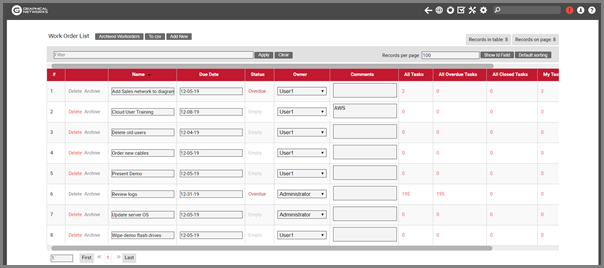 GRAPHICAL NETWORKS
Work Order List Archieved Workorders To csv Add New Records in table: 8 Records on page: 8
Filter Apply Clear Records per page 100 Show Id Field Default sorting
# Name Due Date Status Owner Comments All Tasks All Overdue Tasks All Closed Tasks My Tas
1 Delete Archive Add Sales network to diagram 12-05-19 Overdue User1 2 0 0 2
2 Delete Archive Cloud User Training 12-08-19 Empty User1 AWS 0 0 0 0
3 Delete Archive Delete old users 12-04-19 Empty User1 0 0 0 0
4 Delete Archive Order new cables 12-05-19 Empty User1 0 0 0 0
5 Delete Archive Present Demo 12-05-19 Empty User1 0 0 0 0
6 Delete Archive Review logs 12-31-19 Overdue Administrator 195 195 0 0
7 Delete Archive Update server OS 12-05-19 Empty Administrator 0 0 0 0
8 Delete Archive Wipe demo flash drives 12-05-19 Empty User1 0 0 0 0
1 First << 1 >> Last